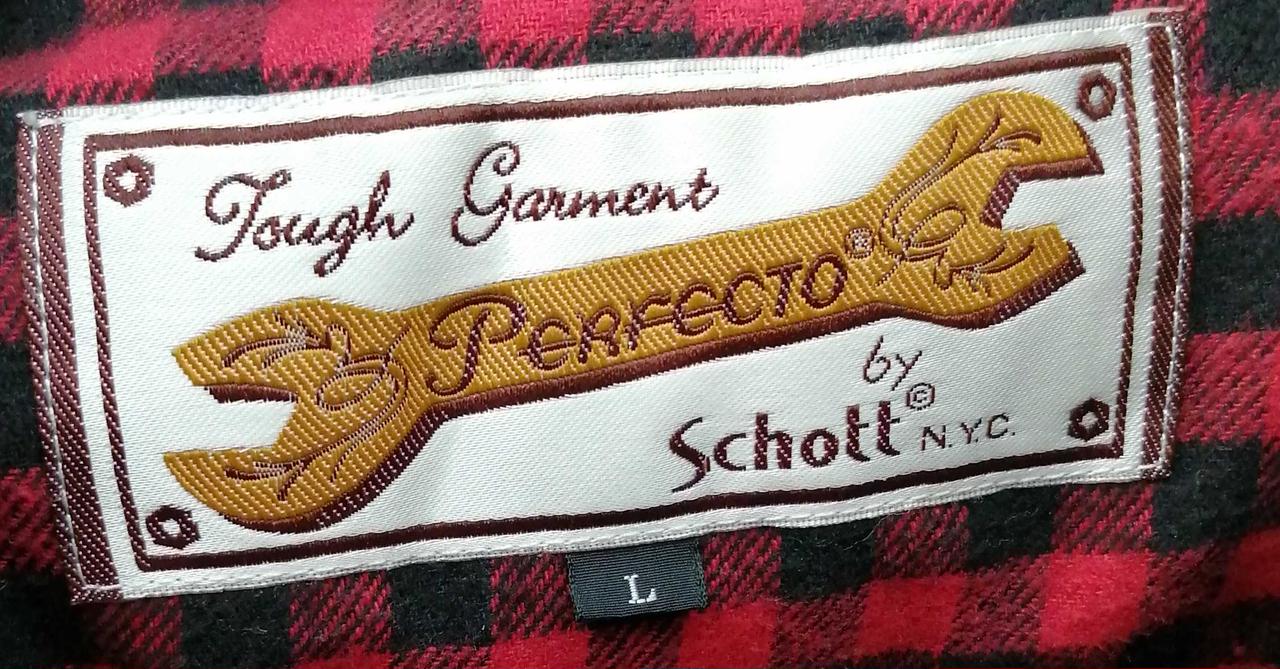 Tough Garment
PERFECTO®
by
Schott© N.Y.C.
L